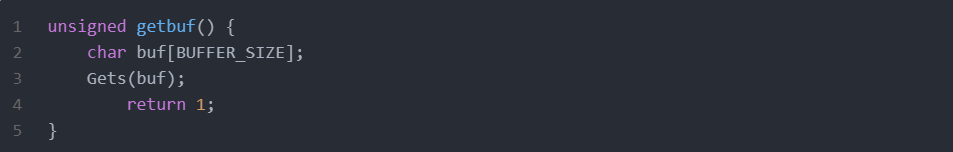 1 unsigned getbuf() {
2     char buf[BUFFER_SIZE];
3     Gets(buf);
4         return 1;
5 }